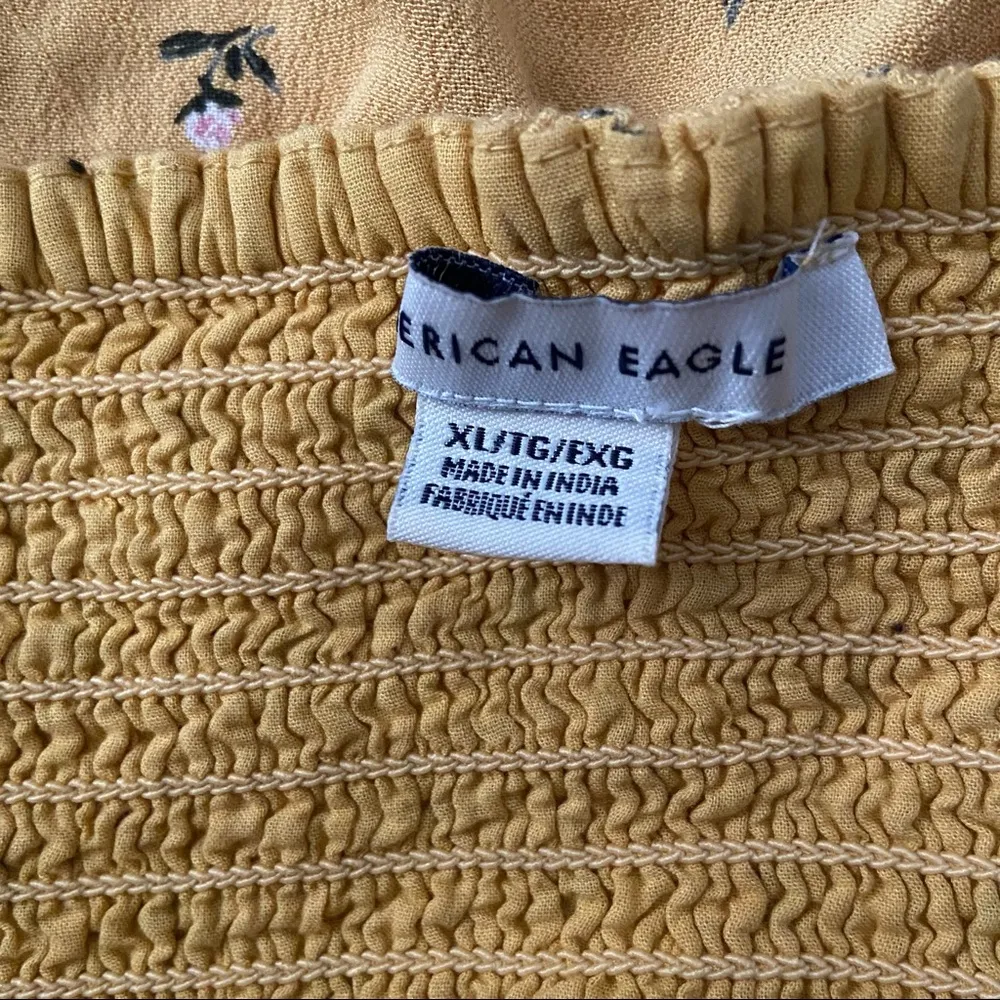 ERICAN EAGLE
XL/TG/EXG
MADE IN INDIA
FABRIQUÉ EN INDE